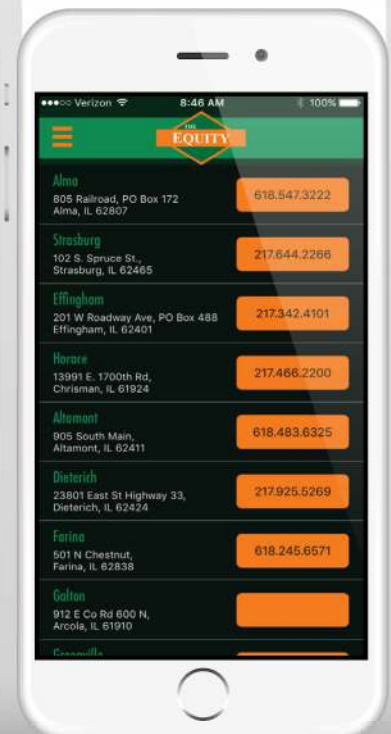 Verizon 8:46 AM 100%
THE
EQUITY
Alma
805 Railroad, PO Box 172
Alma, IL 62807
618.547.3222
Strasburg
102 S. Spruce St.,
Strasburg, IL 62465
217.644.2266
Effingham
201 W Roadway Ave, PO Box 488
Effingham, IL 62401
217.342.4101
Horace
13991 E. 1700th Rd,
Chrisman, IL 61924
217.466.2200
Altamont
905 South Main,
Altamont, IL 62411
618.483.6325
Dieterich
23801 East St Highway 33,
Dieterich, IL 62424
217.925.5269
Farina
501 N Chestnut,
Farina, IL 62838
618.245.6571
Galton
912 E Co Rd 600 N,
Arcola, IL 61910